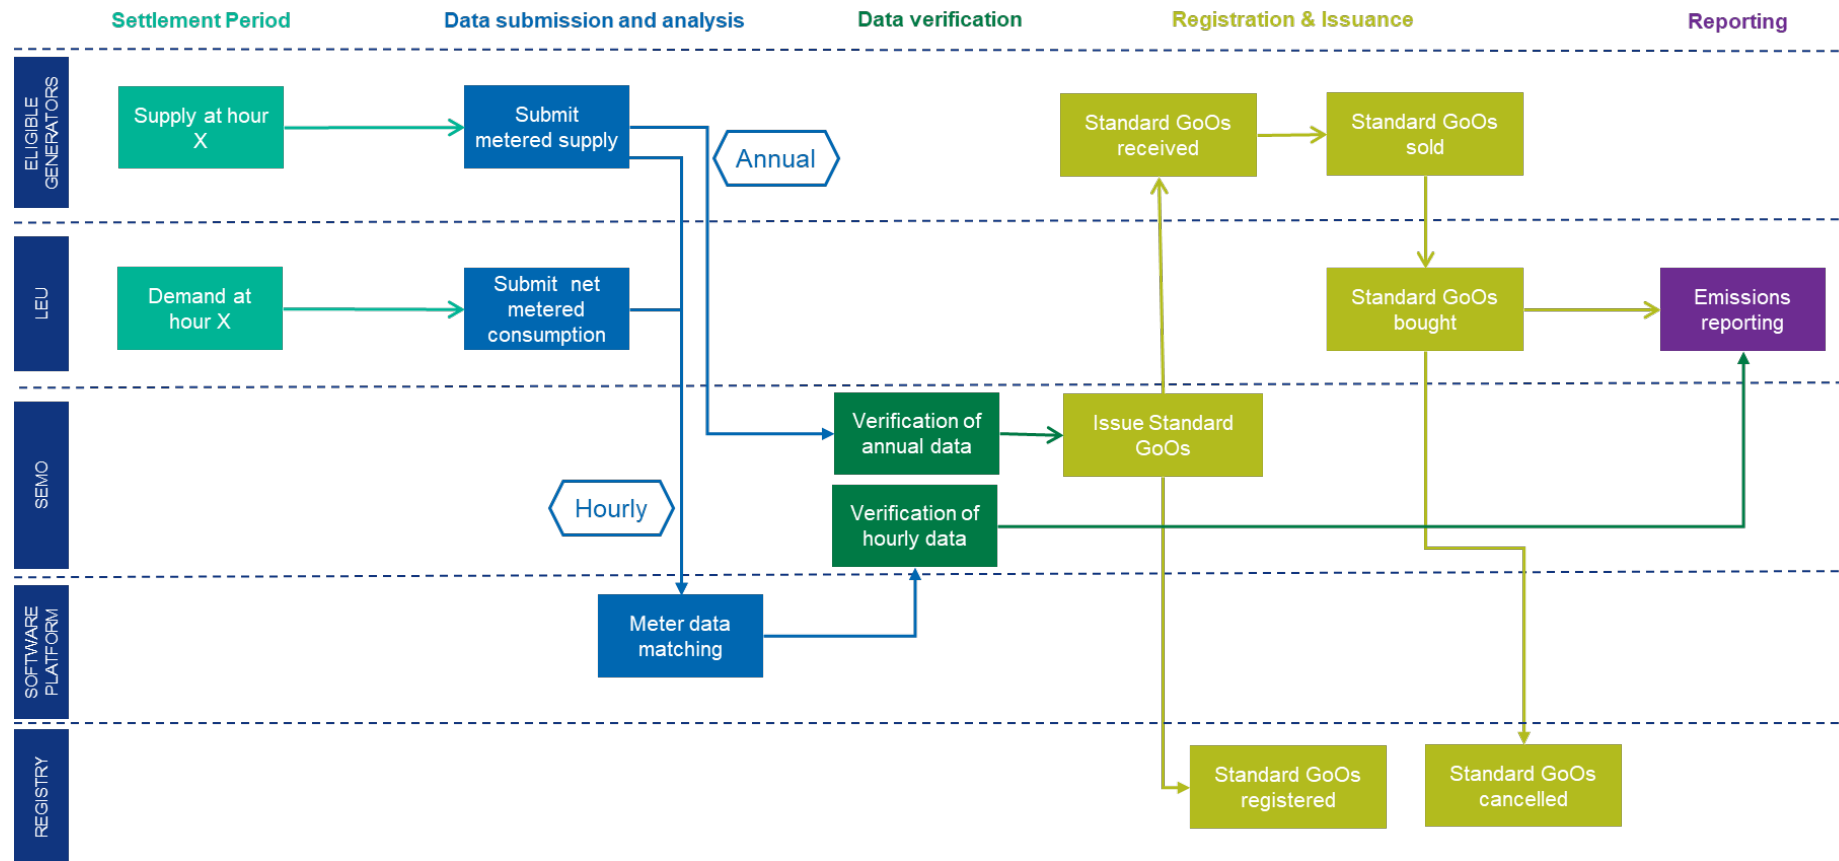 Settlement Period
Data submission and analysis
Data verification
Registration & Issuance
Reporting
ELIGIBLE
GENERATORS
Supply at hour
X
Submit
metered supply
Annual
Standard GoOs
received
Standard GoOs
sold
LEU
Demand at
hour X
Submit net
metered
consumption
Standard GoOs
bought
Emissions
reporting
SEMO
Verification of
annual data
Issue Standard
GoOs
Hourly
Verification of
hourly data
SOFTWARE
PLATFORM
Meter data
matching
REGISTRY
Standard GoOs
registered
Standard GoOs
cancelled